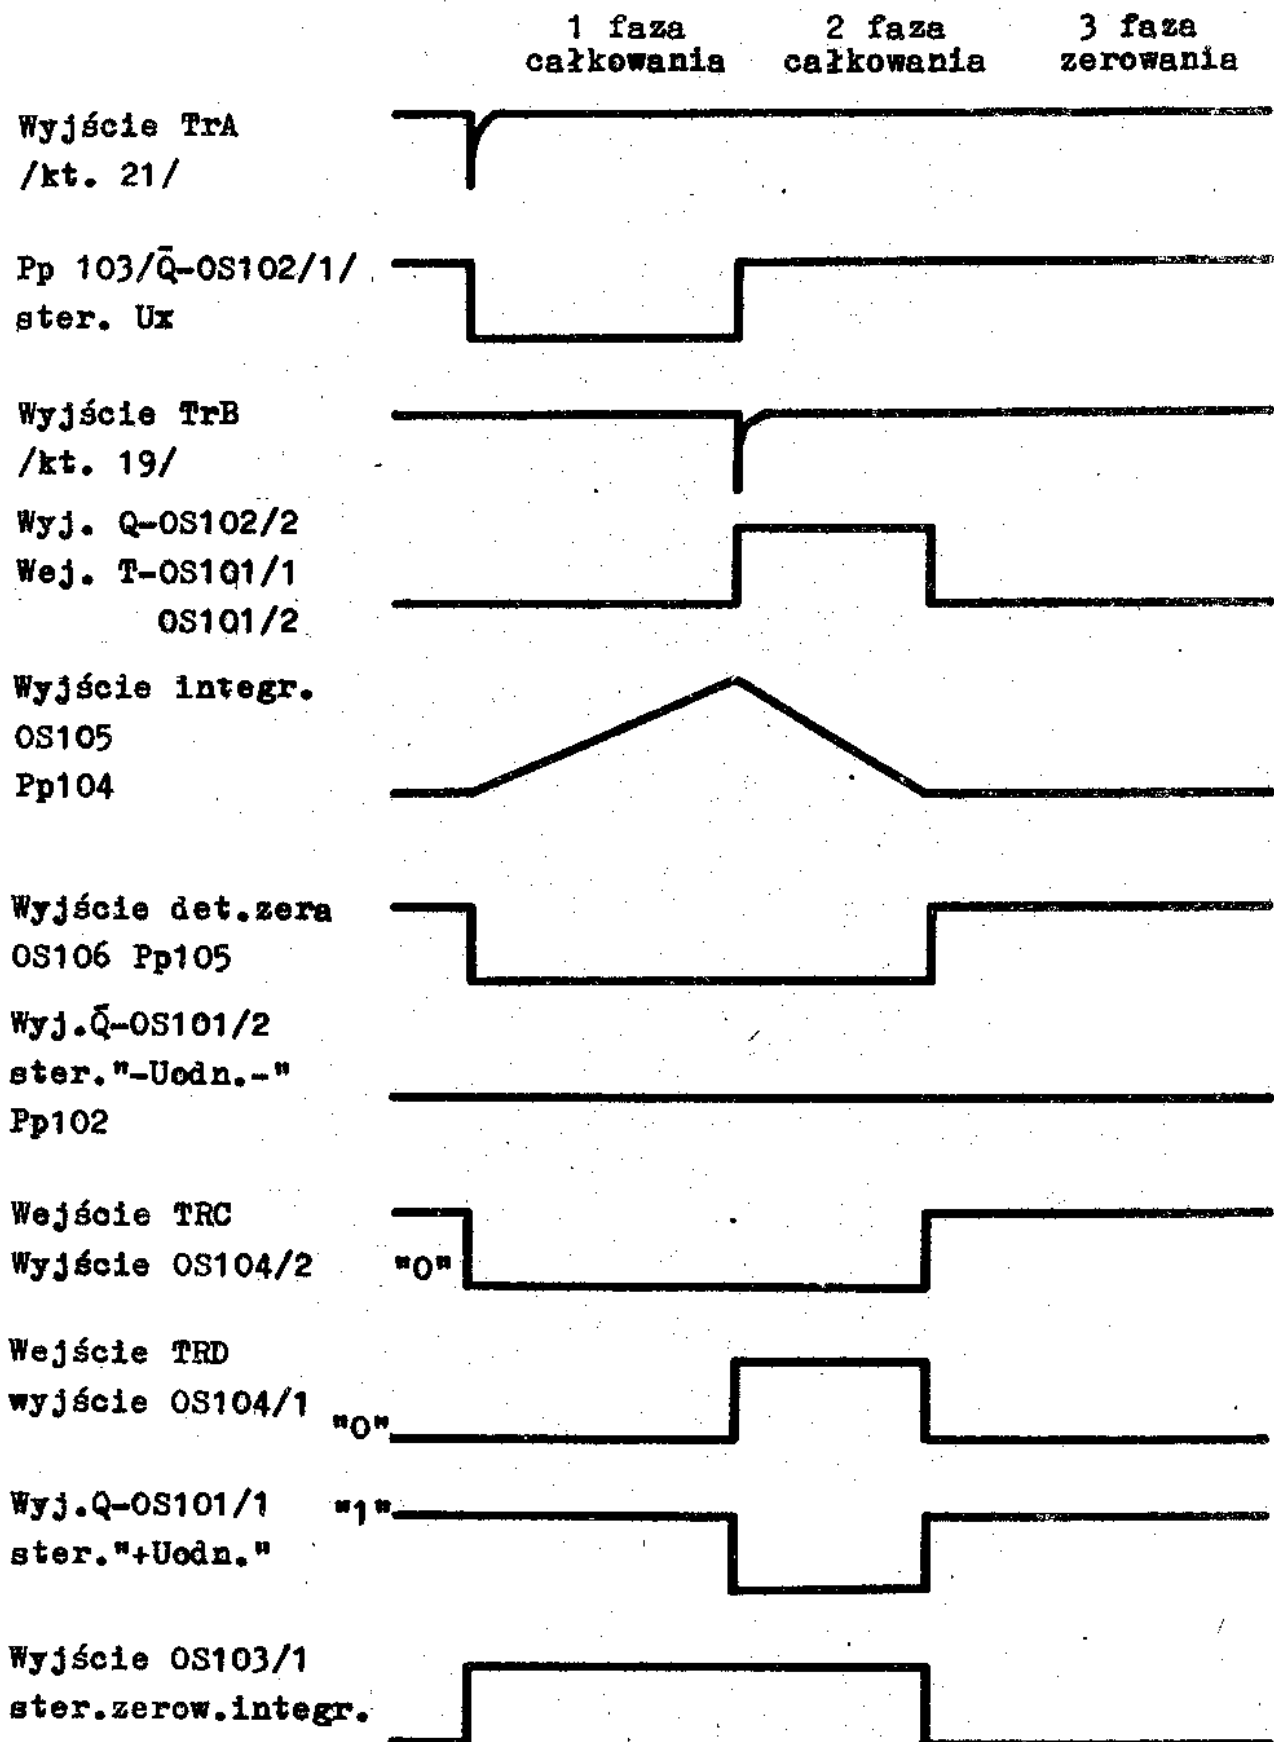 1 faza 2 faza 3 faza
całkowania całkowania zerowania
Wyjście TrA
/kt. 21/
Pp 103/Q̄-OS102/1/
ster. Ux
Wyjście TrB
/kt. 19/
Wyj. Q-OS102/2
Wej. T-OS101/1
OS101/2
Wyjście integr.
OS105
Pp104
Wyjście det.zera
OS106 Pp105
Wyj.Q̄-OS101/2
ster."-Uodn.-"
Pp102
Wejście TRC
Wyjście OS104/2 "0"
Wejście TRD
wyjście OS104/1 "0"
Wyj.Q-OS101/1 "1"
ster."+Uodn."
Wyjście OS103/1
ster.zerow.integr.